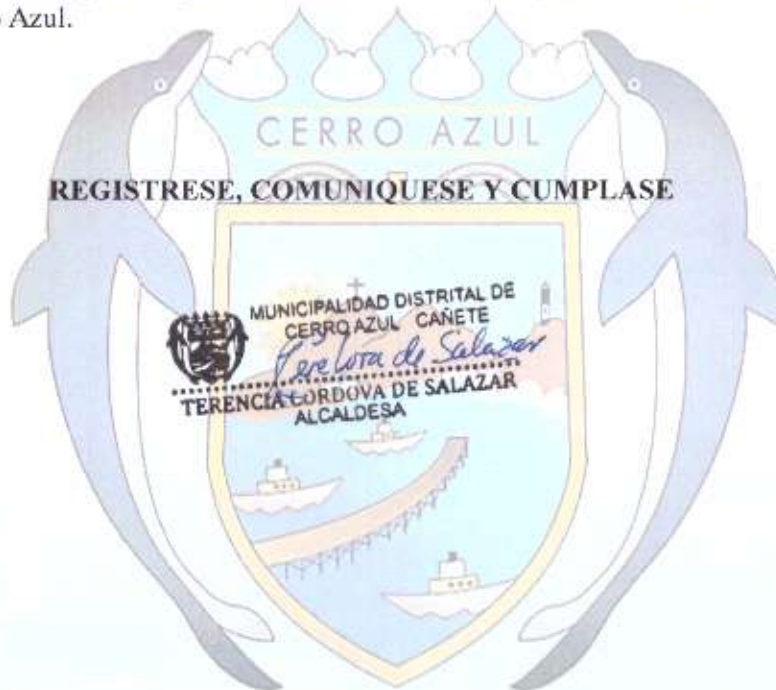 Azul.
CERRO AZUL
REGISTRESE, COMUNIQUESE Y CUMPLASE
MUNICIPALIDAD DISTRITAL DE
CERRO AZUL CAÑETE
TERENCIA CORDOVA DE SALAZAR
ALCALDESA